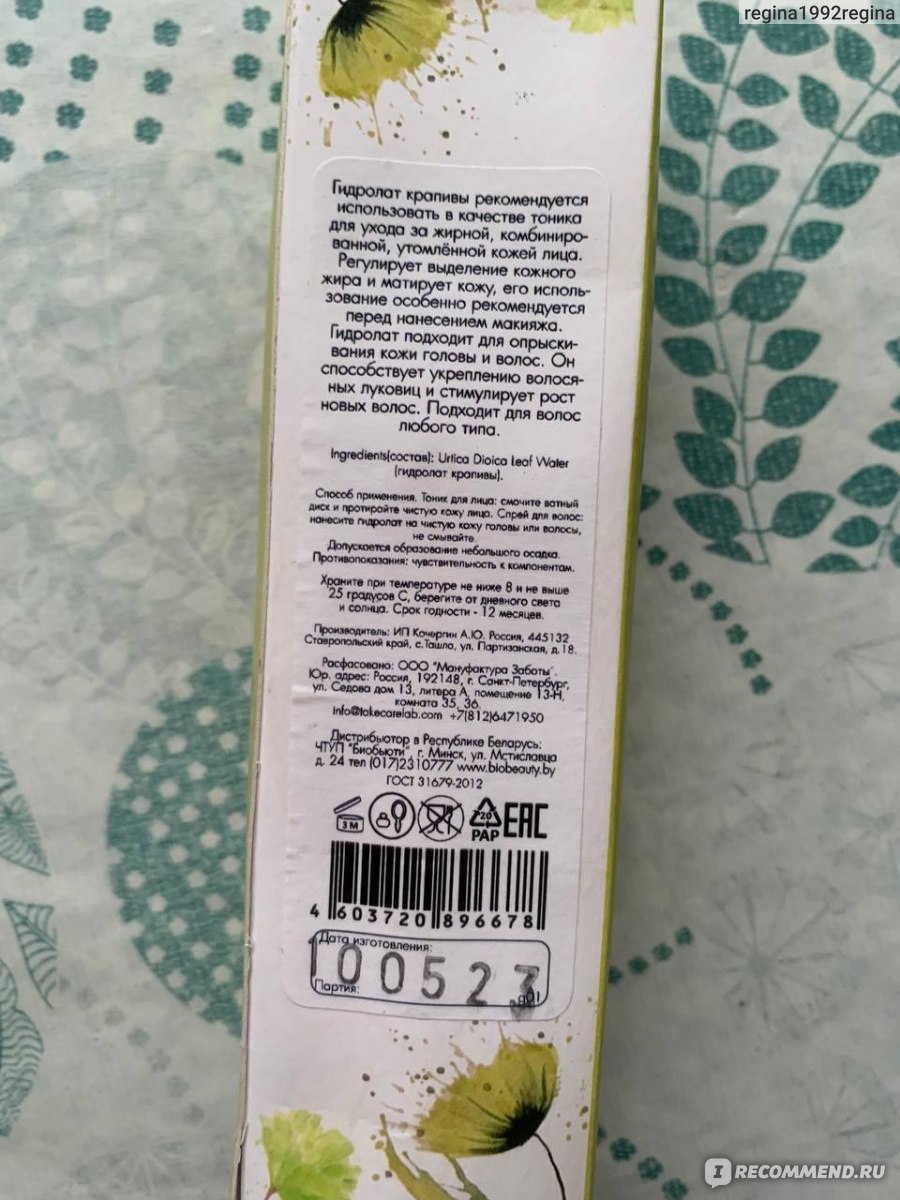 regina1992regina
Гидролат крапивы рекомендуется
использовать в качестве тоника
для ухода за жирной, комбиниро-
ванной, утомлённой кожей лица.
Регулирует выделение кожного
жира и матирует кожу, его исполь-
зование особенно рекомендуется
перед нанесением макияжа.
Гидролат подходит для опрыски-
вания кожи головы и волос. Он
способствует укреплению волося-
ных луковиц и стимулирует рост
новых волос. Подходит для волос
любого типа.
Ingredients(состав): Urtica Dioica Leaf Water
(гидролат крапивы).
Способ применения. Тоник для лица: смочите ватный
диск и протирайте чистую кожу лица. Спрей для волос:
нанесите гидролат на чистую кожу головы или волосы,
не смывайте.
Допускается образование небольшого осадка.
Противопоказания: чувствительность к компонентам.
Храните при температуре не ниже 8 и не выше
25 градусов С, берегите от дневного света
и солнца. Срок годности - 12 месяцев.
Производитель: ИП Кочергин А.Ю. Россия, 445132
Ставропольский край, с.Ташла, ул. Партизанская, д.18.
Расфасовано: ООО "Мануфактура Заботы".
Юр. адрес: Россия, 192148, г. Санкт-Петербург,
ул. Седова дом 13, литера А, помещение 13-Н,
комната 35, 36.
info@takecarelab.com +7(812)6471950
Дистрибьютор в Республике Беларусь:
ЧТУП "Биобьюти", г. Минск, ул. Мстиславца
д. 24 тел (017)2310777 www.biobeauty.by
ГОСТ 31679-2012
3М
20
PAP
EAC
4 603720 896678
Дата изготовления:
100523
Партия: g01
IRECOMMEND.RU